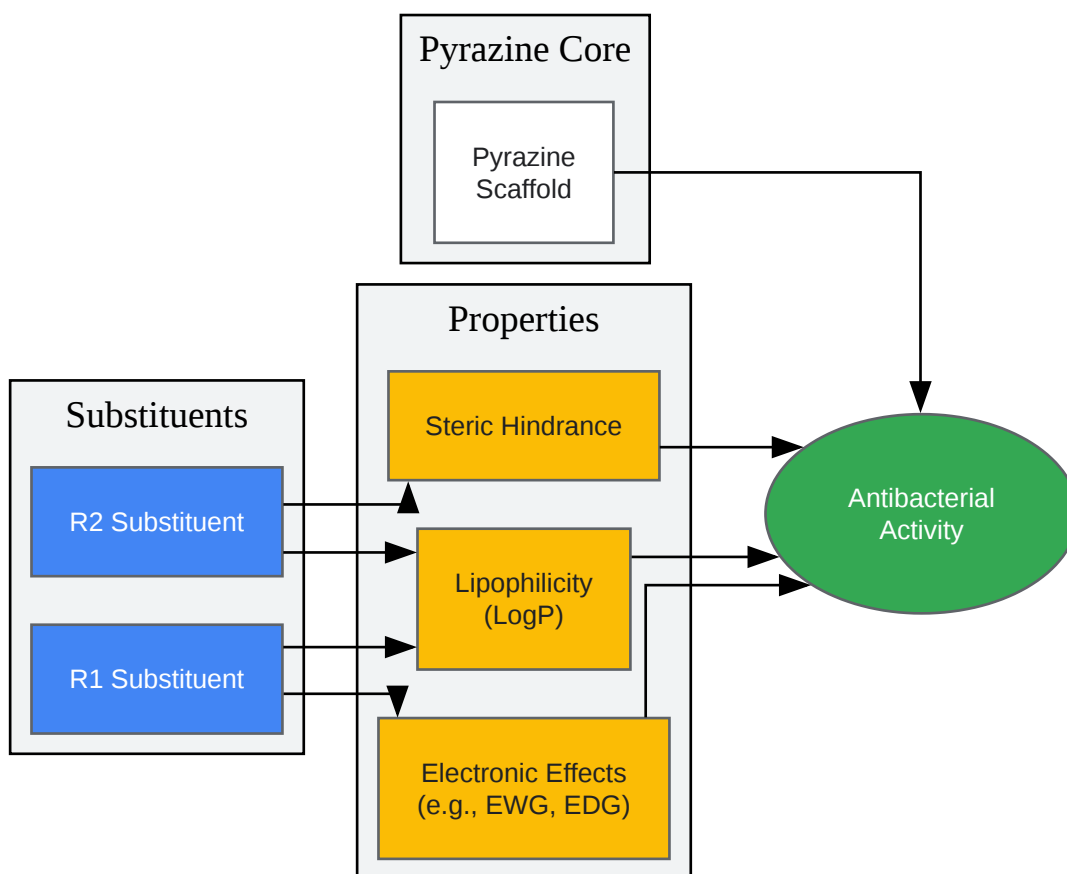 Pyrazine Core
Pyrazine
Scaffold
Properties
Steric Hindrance
Lipophilicity
(LogP)
Electronic Effects
(e.g., EWG, EDG)
Substituents
R2 Substituent
R1 Substituent
Antibacterial
Activity